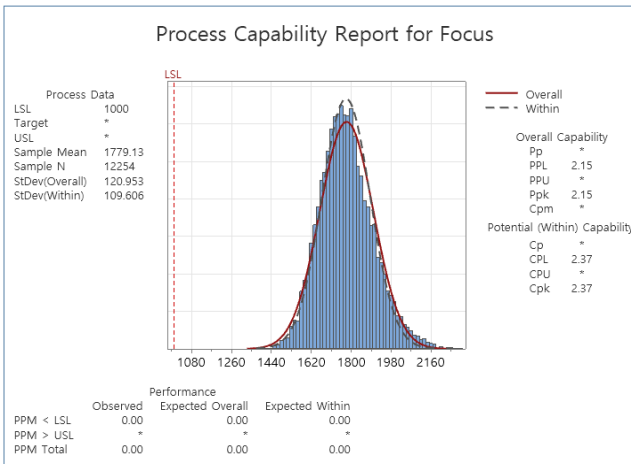 Process Capability Report for Focus
LSL
Process Data
LSL 1000
Target *
USL *
Sample Mean 1779.13
Sample N 12254
StDev(Overall) 120.953
StDev(Within) 109.606
Overall
Within
Overall Capability
Pp *
PPL 2.15
PPU *
Ppk 2.15
Cpm *
Potential (Within) Capability
Cp *
CPL 2.37
CPU *
Cpk 2.37
1080 1260 1440 1620 1800 1980 2160
Performance
Observed Expected Overall Expected Within
PPM < LSL 0.00 0.00 0.00
PPM > USL * * *
PPM Total 0.00 0.00 0.00